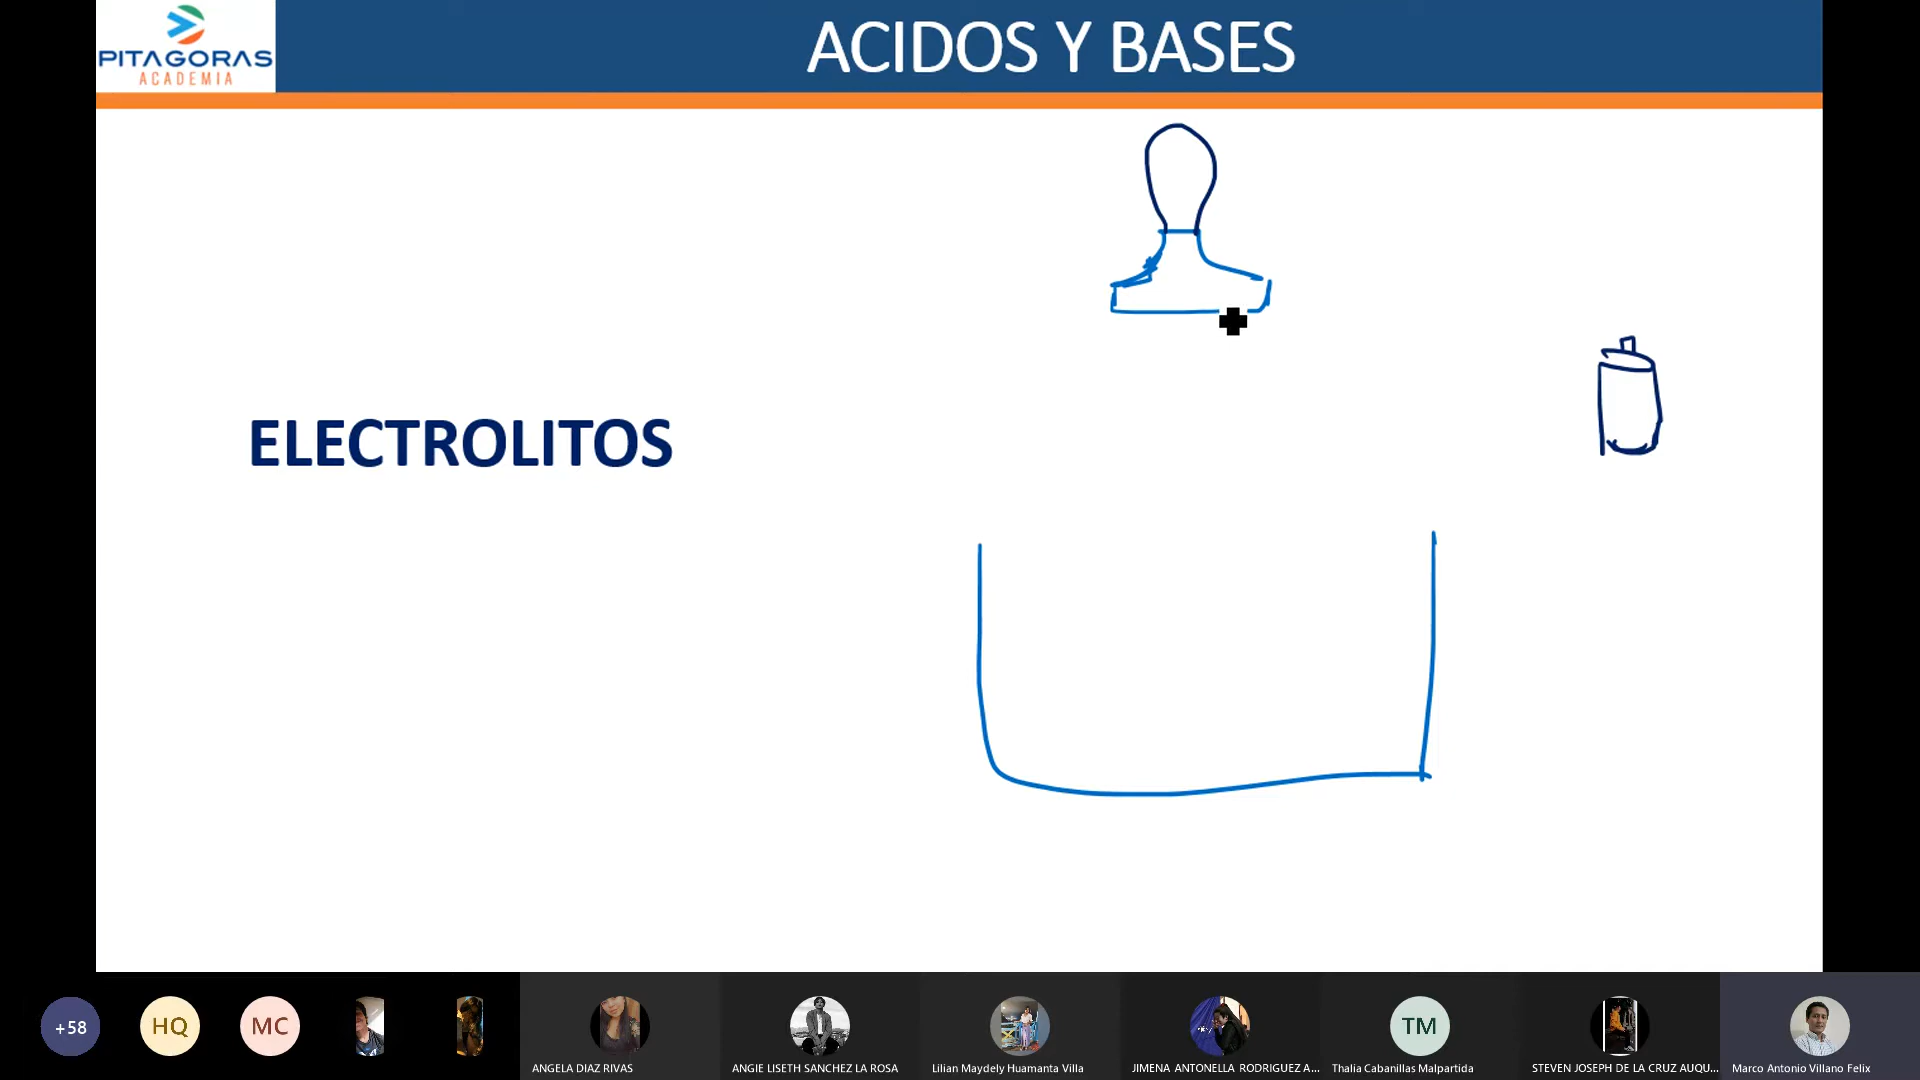 PITAGORAS
ACADEMIA
ACIDOS Y BASES
ELECTROLITOS
+58
HQ
MC
TM
ANGELA DIAZ RIVAS
ANGIE LISETH SANCHEZ LA ROSA
Lilian Maydely Huamanta Villa
JIMENA ANTONELLA RODRIGUEZ A...
Thalia Cabanillas Malpartida
STEVEN JOSEPH DE LA CRUZ AUQU...
Marco Antonio Villano Felix